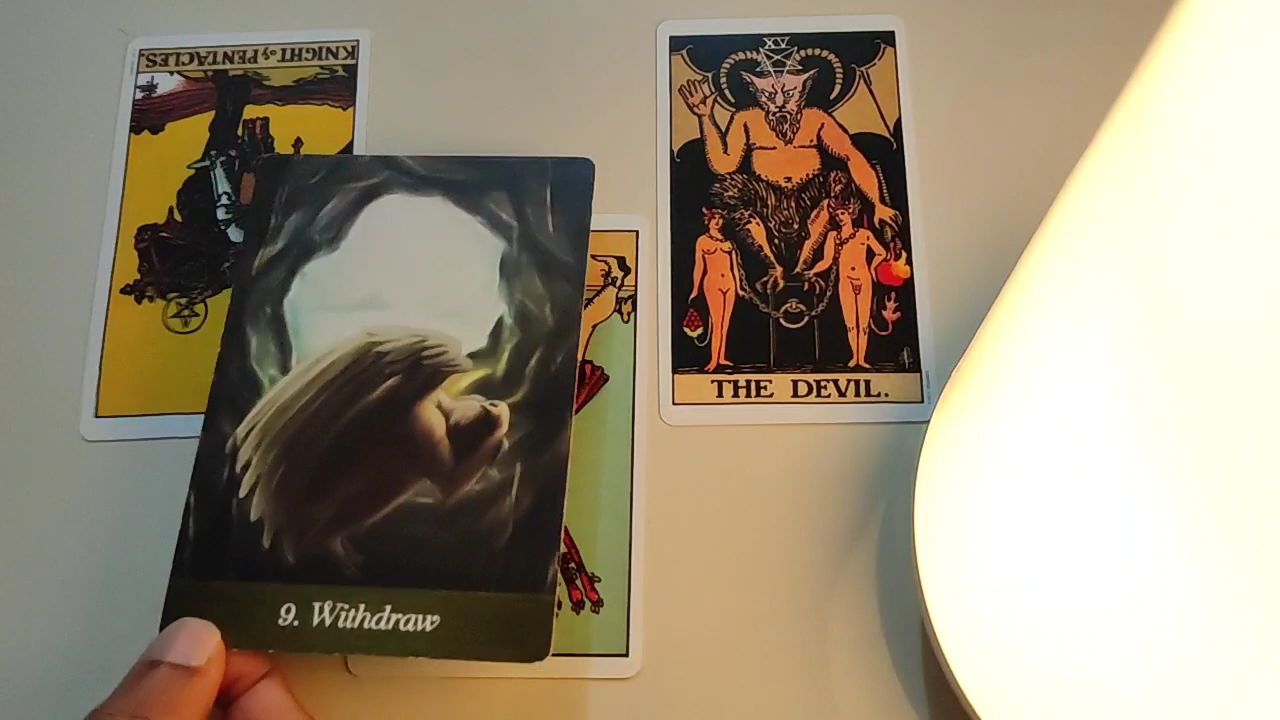 KNIGHT of PENTACLES.
XV
THE DEVIL.
9. Withdraw